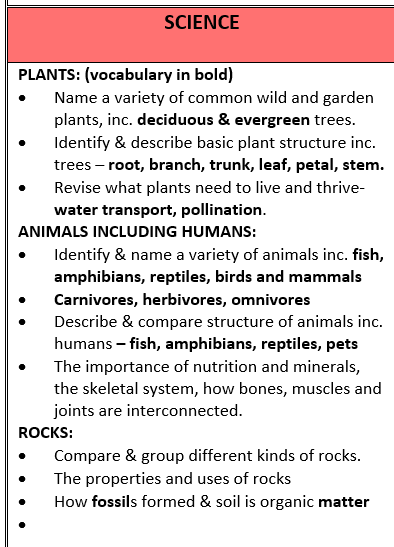 SCIENCE
PLANTS: (vocabulary in bold)
• Name a variety of common wild and garden
plants, inc. deciduous & evergreen trees.
• Identify & describe basic plant structure inc.
trees – root, branch, trunk, leaf, petal, stem.
• Revise what plants need to live and thrive-
water transport, pollination.
ANIMALS INCLUDING HUMANS:
• Identify & name a variety of animals inc. fish,
amphibians, reptiles, birds and mammals
• Carnivores, herbivores, omnivores
• Describe & compare structure of animals inc.
humans – fish, amphibians, reptiles, pets
• The importance of nutrition and minerals,
the skeletal system, how bones, muscles and
joints are interconnected.
ROCKS:
• Compare & group different kinds of rocks.
• The properties and uses of rocks
• How fossils formed & soil is organic matter
•